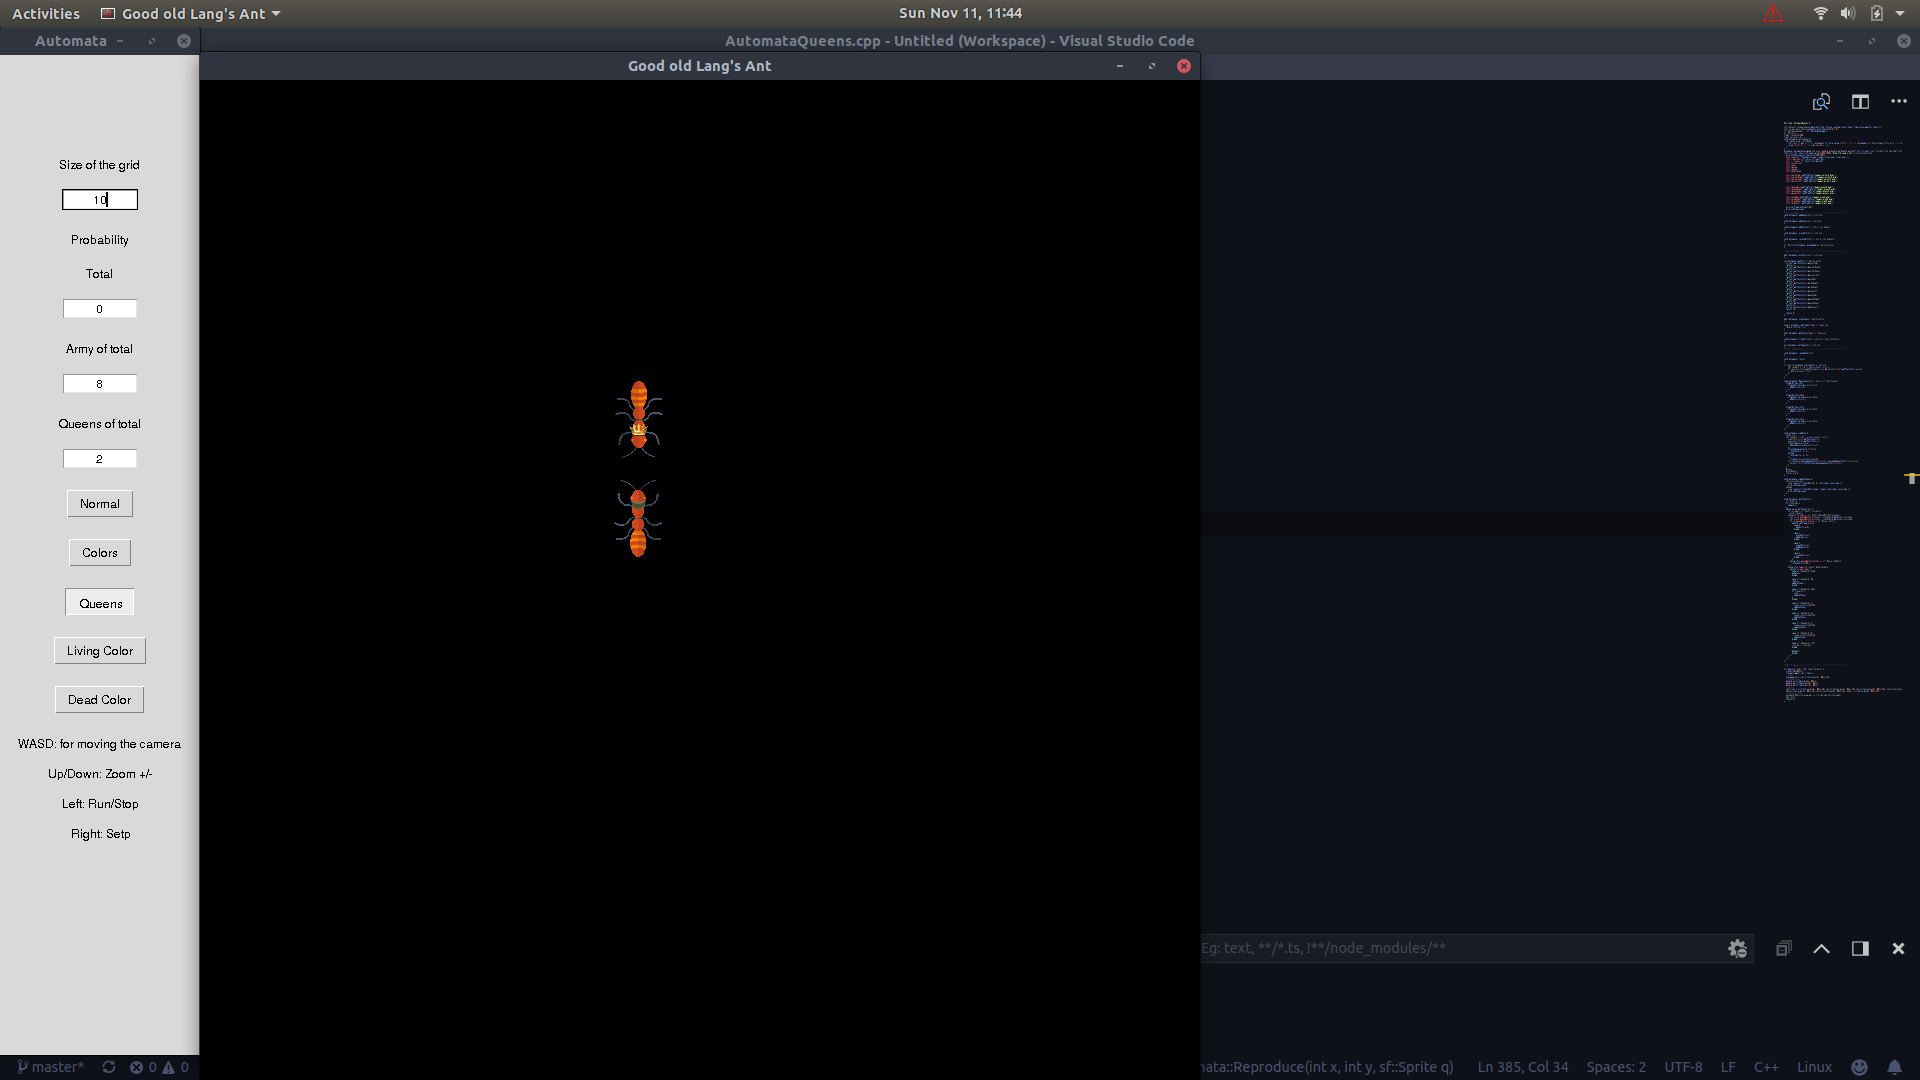 Activities Good old Lang's Ant Sun Nov 11, 11:44
Automata
AutomataQueens.cpp - Untitled (Workspace) - Visual Studio Code
Good old Lang's Ant
Size of the grid
10
Probability
Total
0
Army of total
8
Queens of total
2
Normal
Colors
Queens
Living Color
Dead Color
WASD: for moving the camera
Up/Down: Zoom +/-
Left: Run/Stop
Right: Setp
Eg: text, **/*.ts, !**/node_modules/**
master* 0 0 ata::Reproduce(int x, int y, sf::Sprite q) Ln 385, Col 34 Spaces: 2 UTF-8 LF C++ Linux